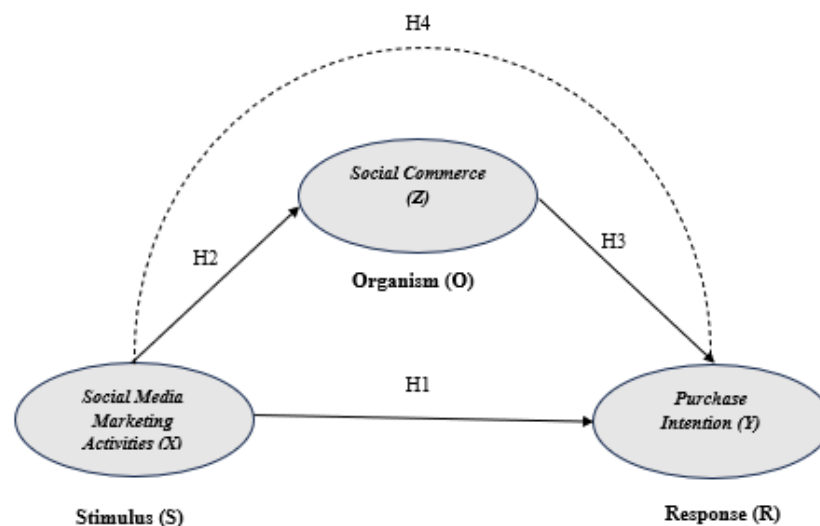 H4
Social Commerce
(Z)
H2
H3
Organism (O)
Social Media
Marketing
Activities (X)
H1
Purchase
Intention (Y)
Stimulus (S)
Response (R)